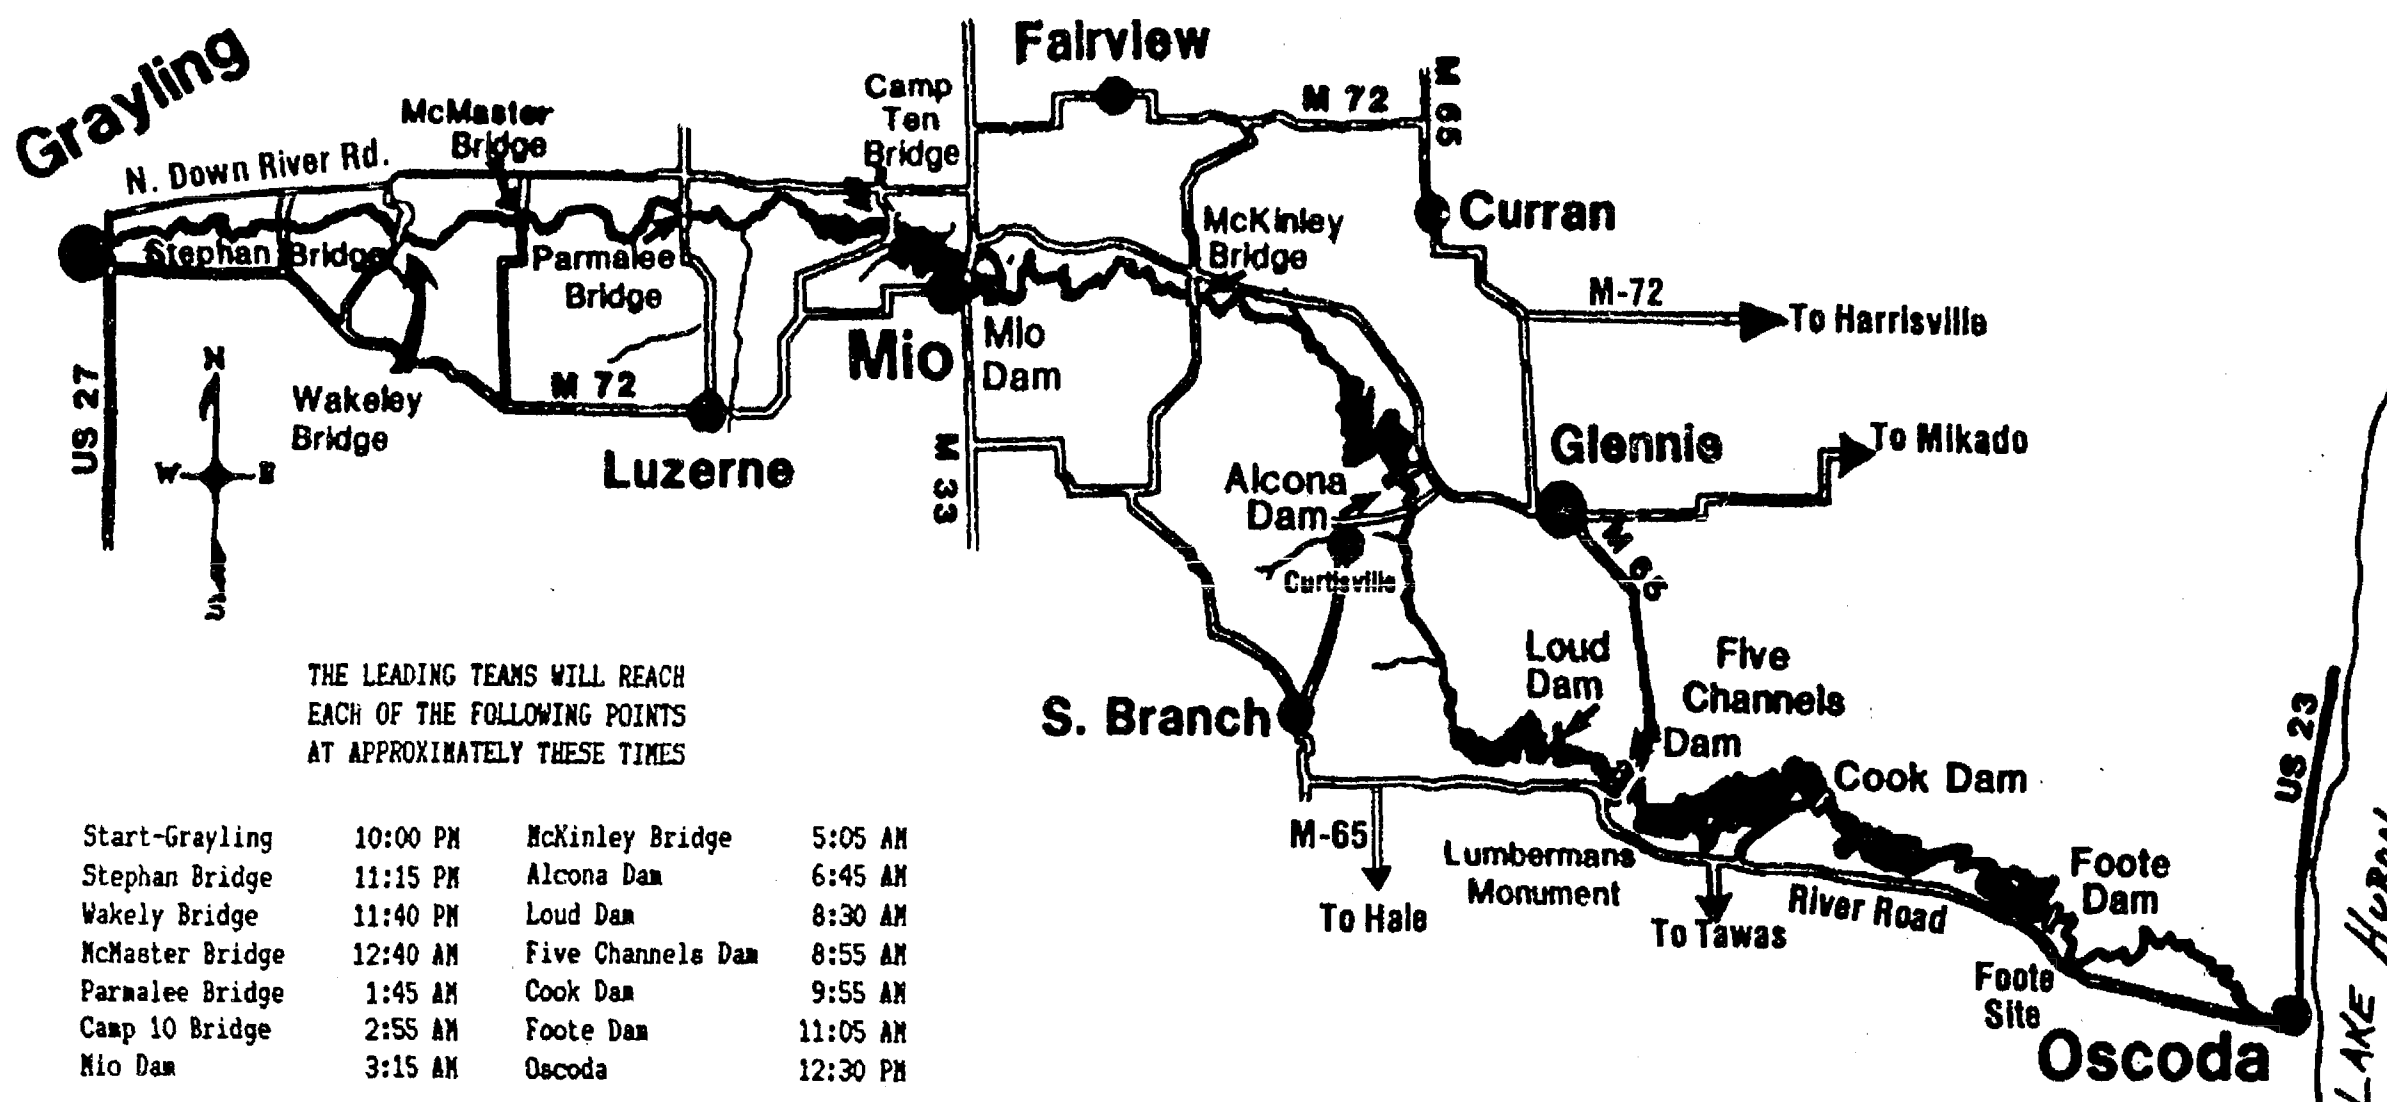 Grayling
Fairview
M 72
M 65
McMaster
Bridge
Camp
Ten
Bridge
N. Down River Rd.
Curran
McKinley
Bridge
Stephan Bridge
Parmalee
Bridge
M-72
To Harrisville
Mio
Mio
Dam
US 27
N
W
E
S
Wakeley
Bridge
M 72
Luzerne
M 33
Glennie
To Mikado
Alcona
Dam
M 65
Curtisville
Loud
Dam
Five
Channels
Dam
S. Branch
Cook Dam
US 23
M-65
Lumbermans
Monument
To Hale
To Tawas
River Road
Foote
Dam
Foote
Site
Oscoda
LAKE HURON
THE LEADING TEAMS WILL REACH
EACH OF THE FOLLOWING POINTS
AT APPROXIMATELY THESE TIMES
Start-Grayling 10:00 PM McKinley Bridge 5:05 AM
Stephan Bridge 11:15 PM Alcona Dam 6:45 AM
Wakely Bridge 11:40 PM Loud Dam 8:30 AM
McMaster Bridge 12:40 AM Five Channels Dam 8:55 AM
Parmalee Bridge 1:45 AM Cook Dam 9:55 AM
Camp 10 Bridge 2:55 AM Foote Dam 11:05 AM
Mio Dam 3:15 AM Oscoda 12:30 PM